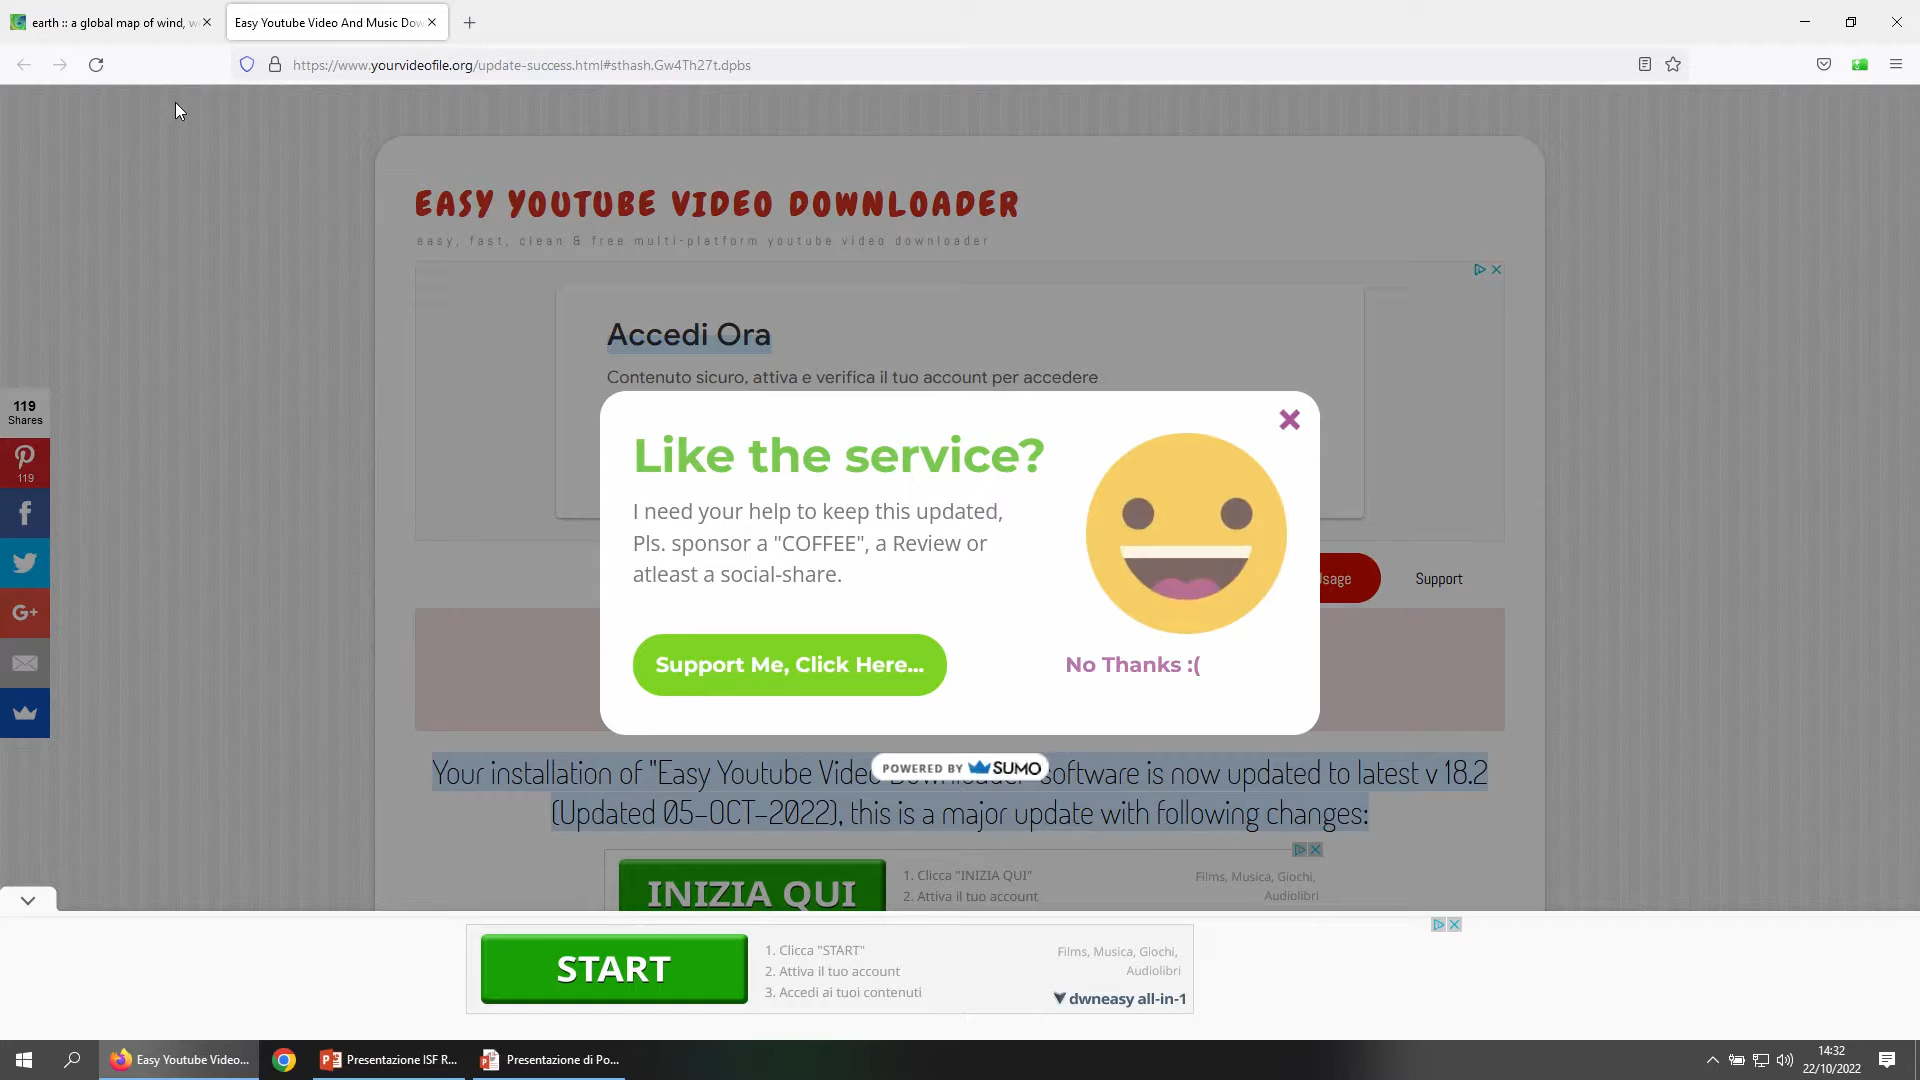 earth :: a global map of wind, w
Easy Youtube Video And Music Dow
https://www.yourvideofile.org/update-success.html#sthash.Gw4Th27t.dpbs
EASY YOUTUBE VIDEO DOWNLOADER
easy, fast, clean & free multi-platform youtube video downloader
Accedi Ora
Contenuto sicuro, attiva e verifica il tuo account per accedere
119
Shares
119
G+
Like the service?
I need your help to keep this updated,
Pls. sponsor a "COFFEE", a Review or
atleast a social-share.
Support Me, Click Here...
No Thanks :(
Usage
Support
POWERED BY SUMO
Your installation of "Easy Youtube Video Downloader" software is now updated to latest v 18.2
(Updated 05-OCT-2022), this is a major update with following changes:
INIZIA QUI
1. Clicca "INIZIA QUI"
2. Attiva il tuo account
Films, Musica, Giochi,
Audiolibri
START
1. Clicca "START"
2. Attiva il tuo account
3. Accedi ai tuoi contenuti
Films, Musica, Giochi,
Audiolibri
dwneasy all-in-1
Easy Youtube Video...
Presentazione ISF R...
Presentazione di Po...
14:32
22/10/2022